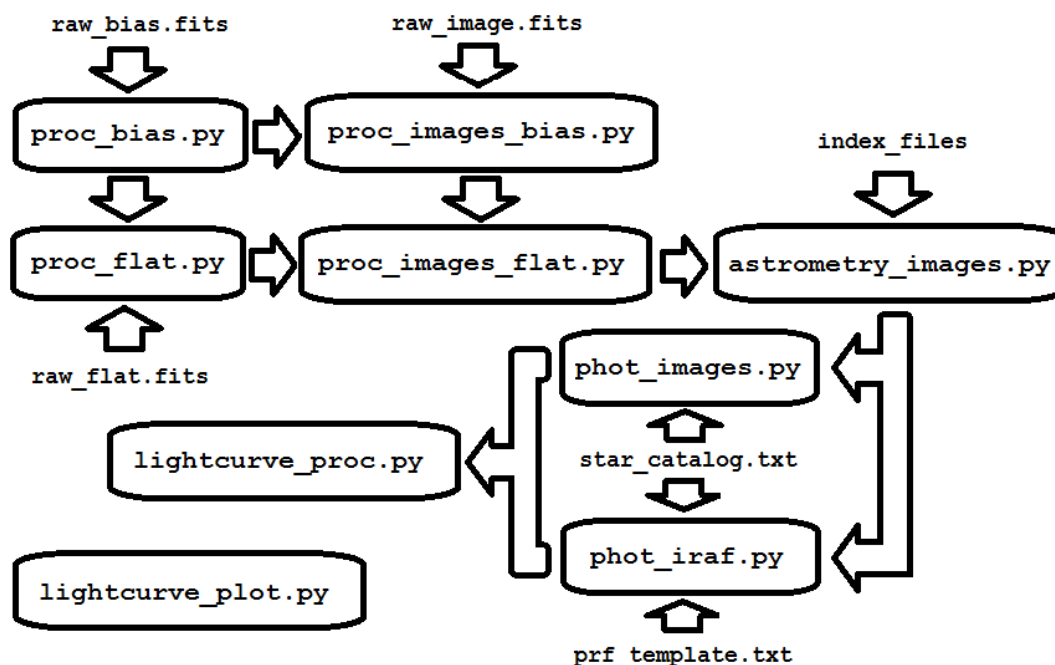 raw_bias.fits
raw_image.fits
proc_bias.py
proc_images_bias.py
index_files
proc_flat.py
proc_images_flat.py
astrometry_images.py
raw_flat.fits
phot_images.py
lightcurve_proc.py
star_catalog.txt
phot_iraf.py
lightcurve_plot.py
prf_template.txt